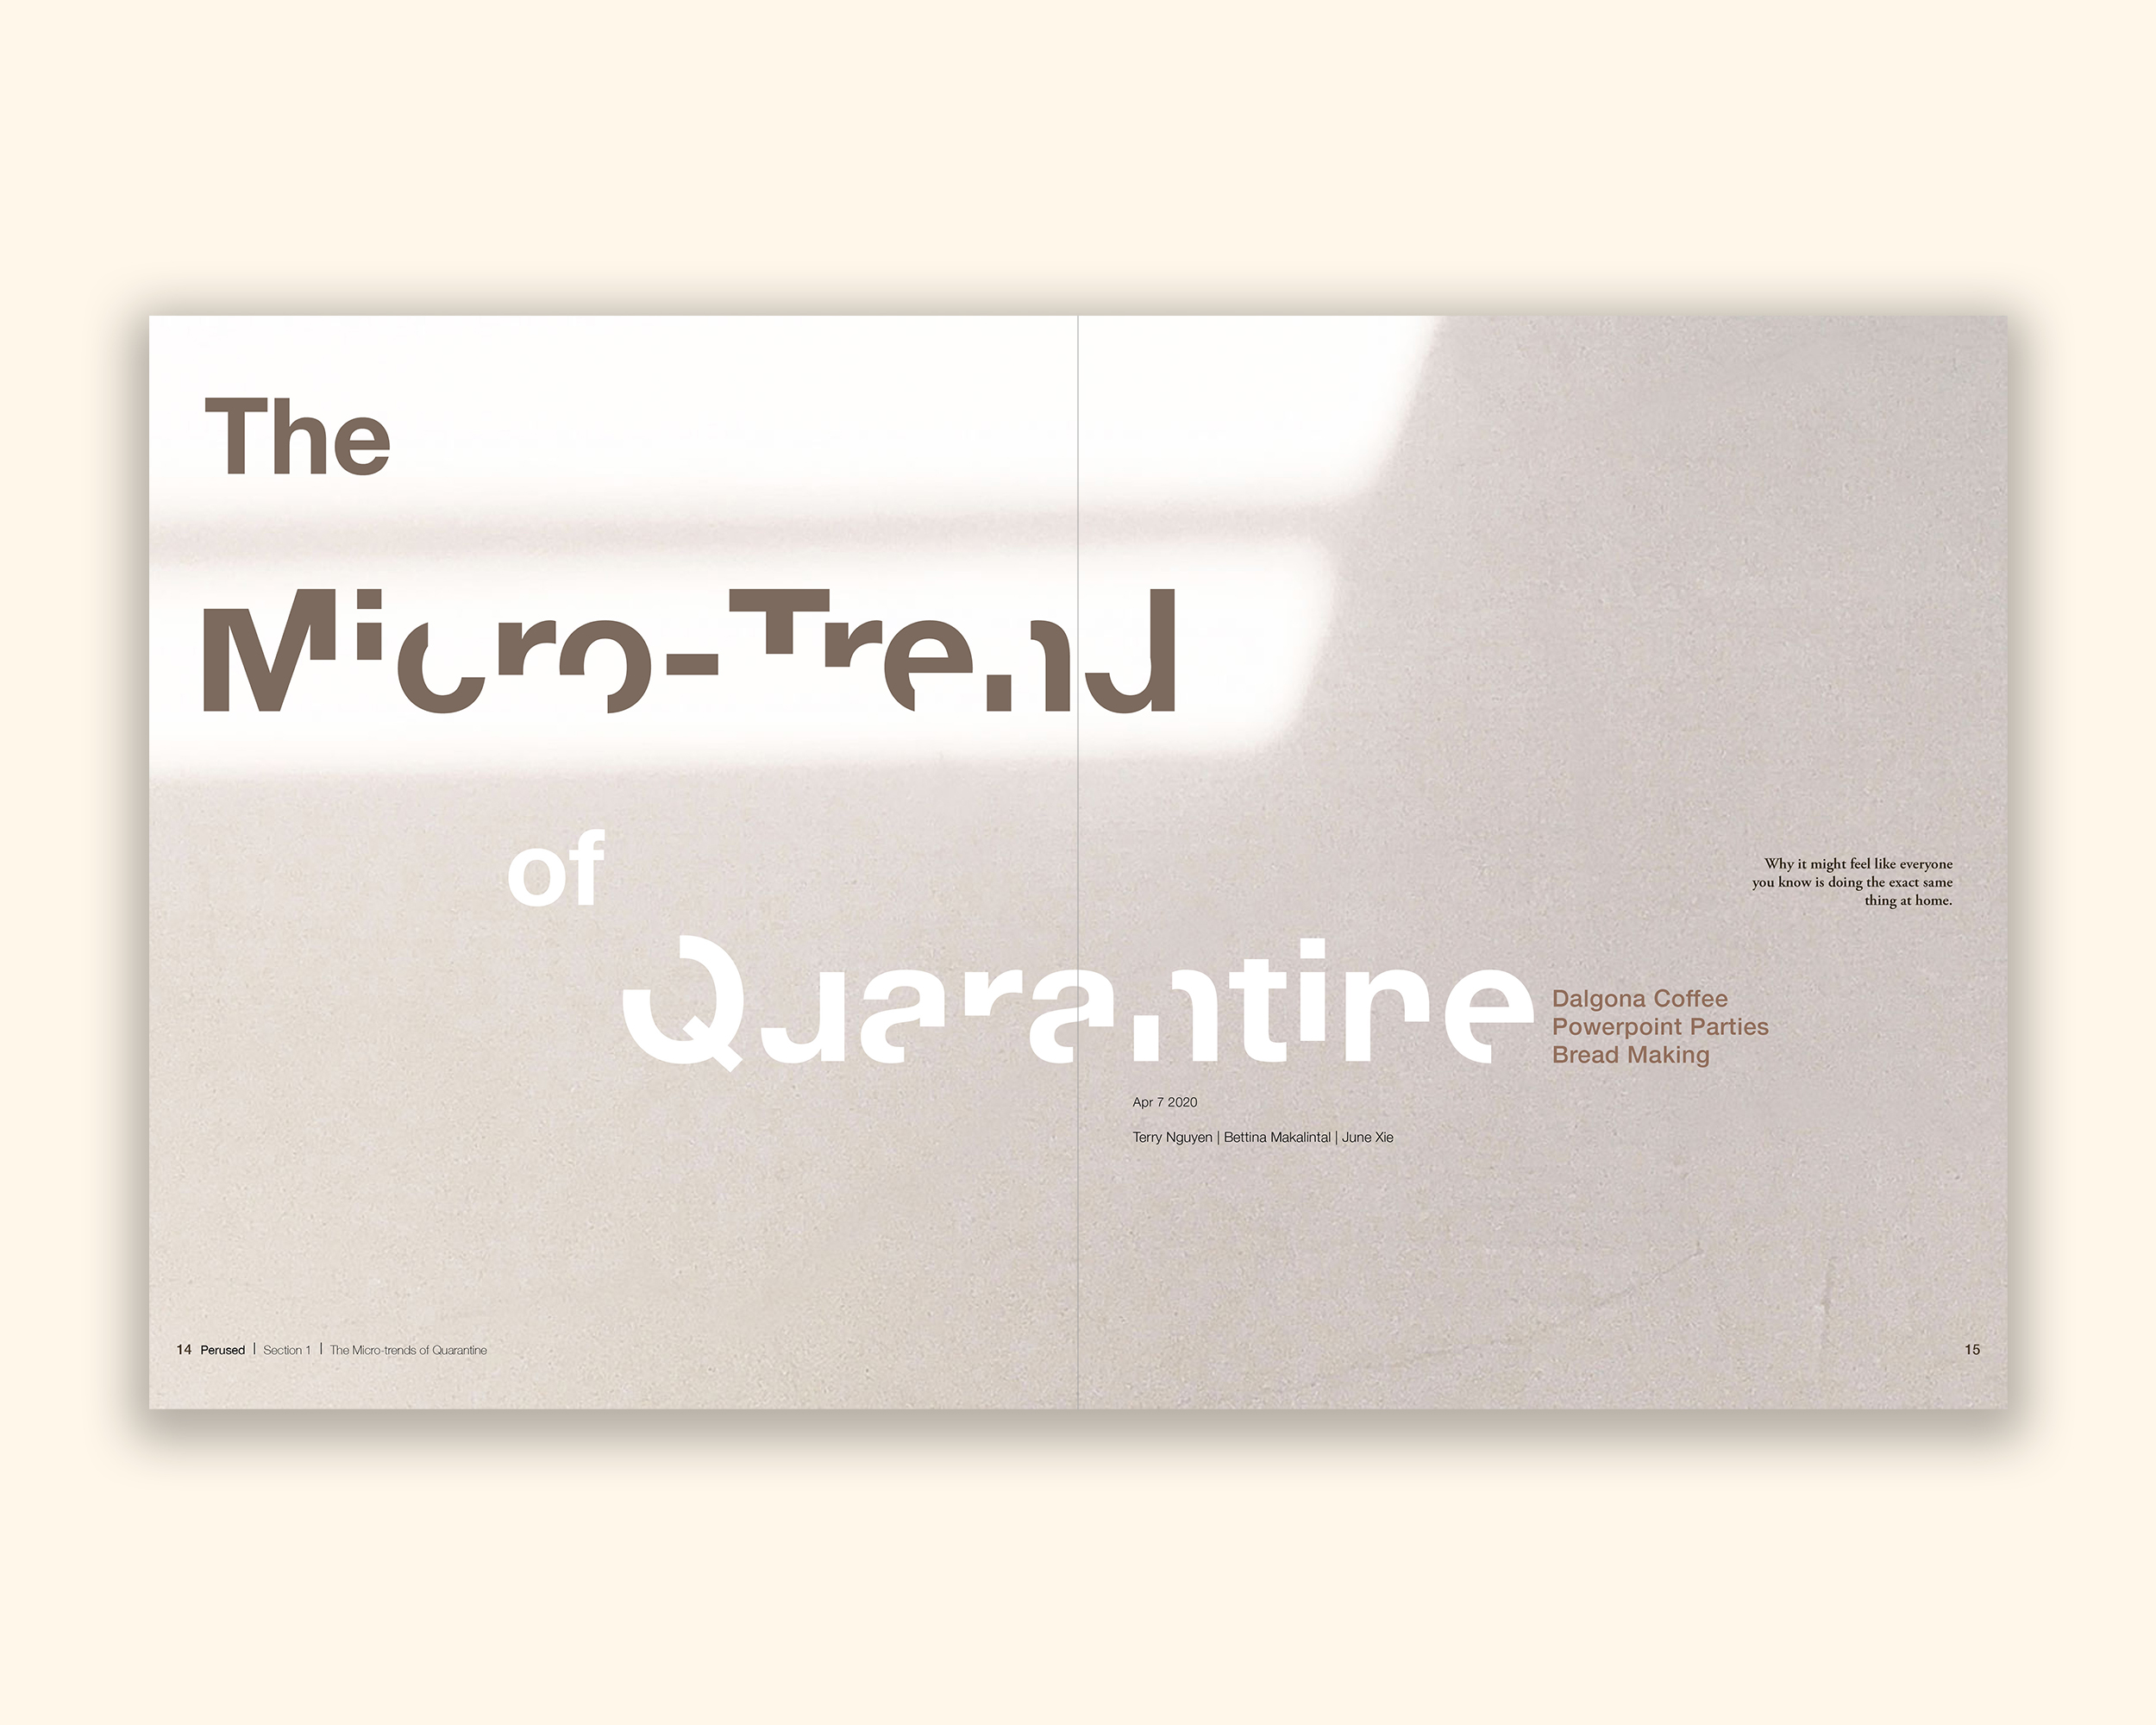 The
Micro-Trend
of
Quarantine
Why it might feel like everyone
you know is doing the exact same
thing at home.
Dalgona Coffee
Powerpoint Parties
Bread Making
Apr 7 2020
Terry Nguyen | Bettina Makalintal | June Xie
14 Perused | Section 1 | The Micro-trends of Quarantine
15